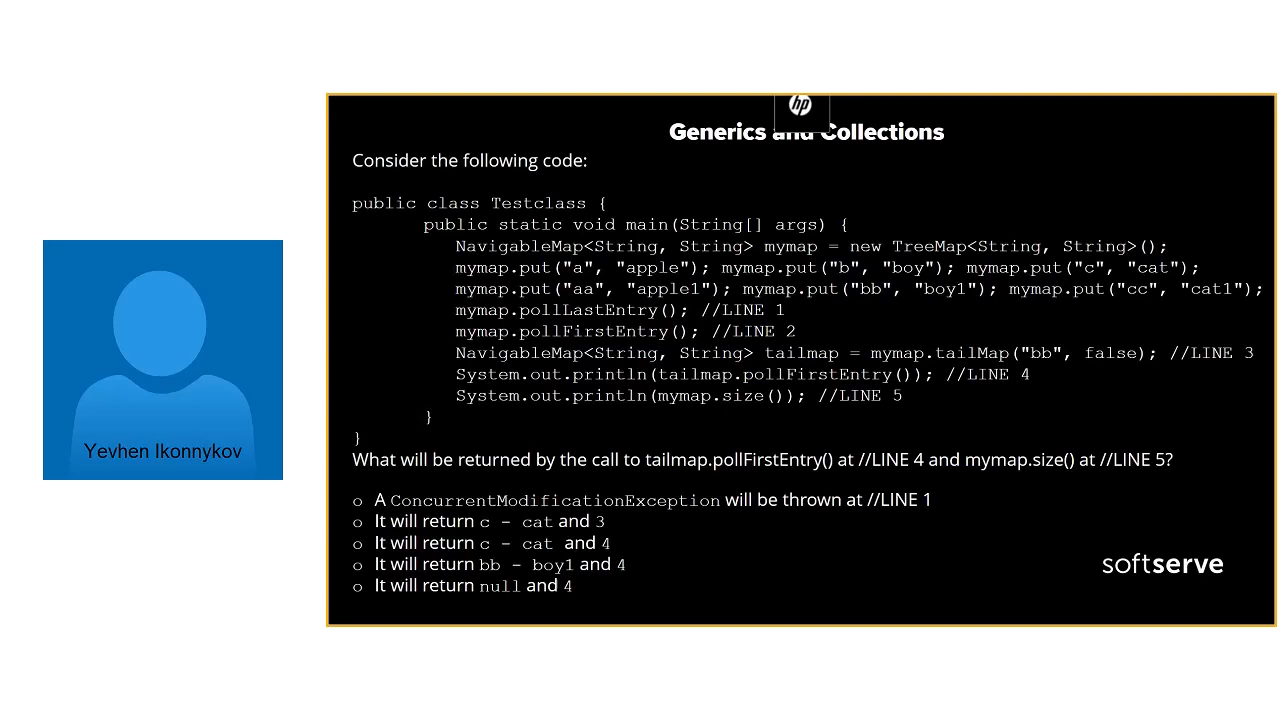 hp
Generics and Collections
Consider the following code:
public class Testclass {
public static void main(String[] args) {
NavigableMap<String, String> mymap = new TreeMap<String, String>();
mymap.put("a", "apple"); mymap.put("b", "boy"); mymap.put("c", "cat");
mymap.put("aa", "apple1"); mymap.put("bb", "boy1"); mymap.put("cc", "cat1");
mymap.pollLastEntry(); //LINE 1
mymap.pollFirstEntry(); //LINE 2
NavigableMap<String, String> tailmap = mymap.tailMap("bb", false); //LINE 3
System.out.println(tailmap.pollFirstEntry()); //LINE 4
System.out.println(mymap.size()); //LINE 5
}
}
What will be returned by the call to tailmap.pollFirstEntry() at //LINE 4 and mymap.size() at //LINE 5?
o A ConcurrentModificationException will be thrown at //LINE 1
o It will return c - cat and 3
o It will return c - cat and 4
o It will return bb - boy1 and 4
o It will return null and 4
softserve
Yevhen Ikonnykov